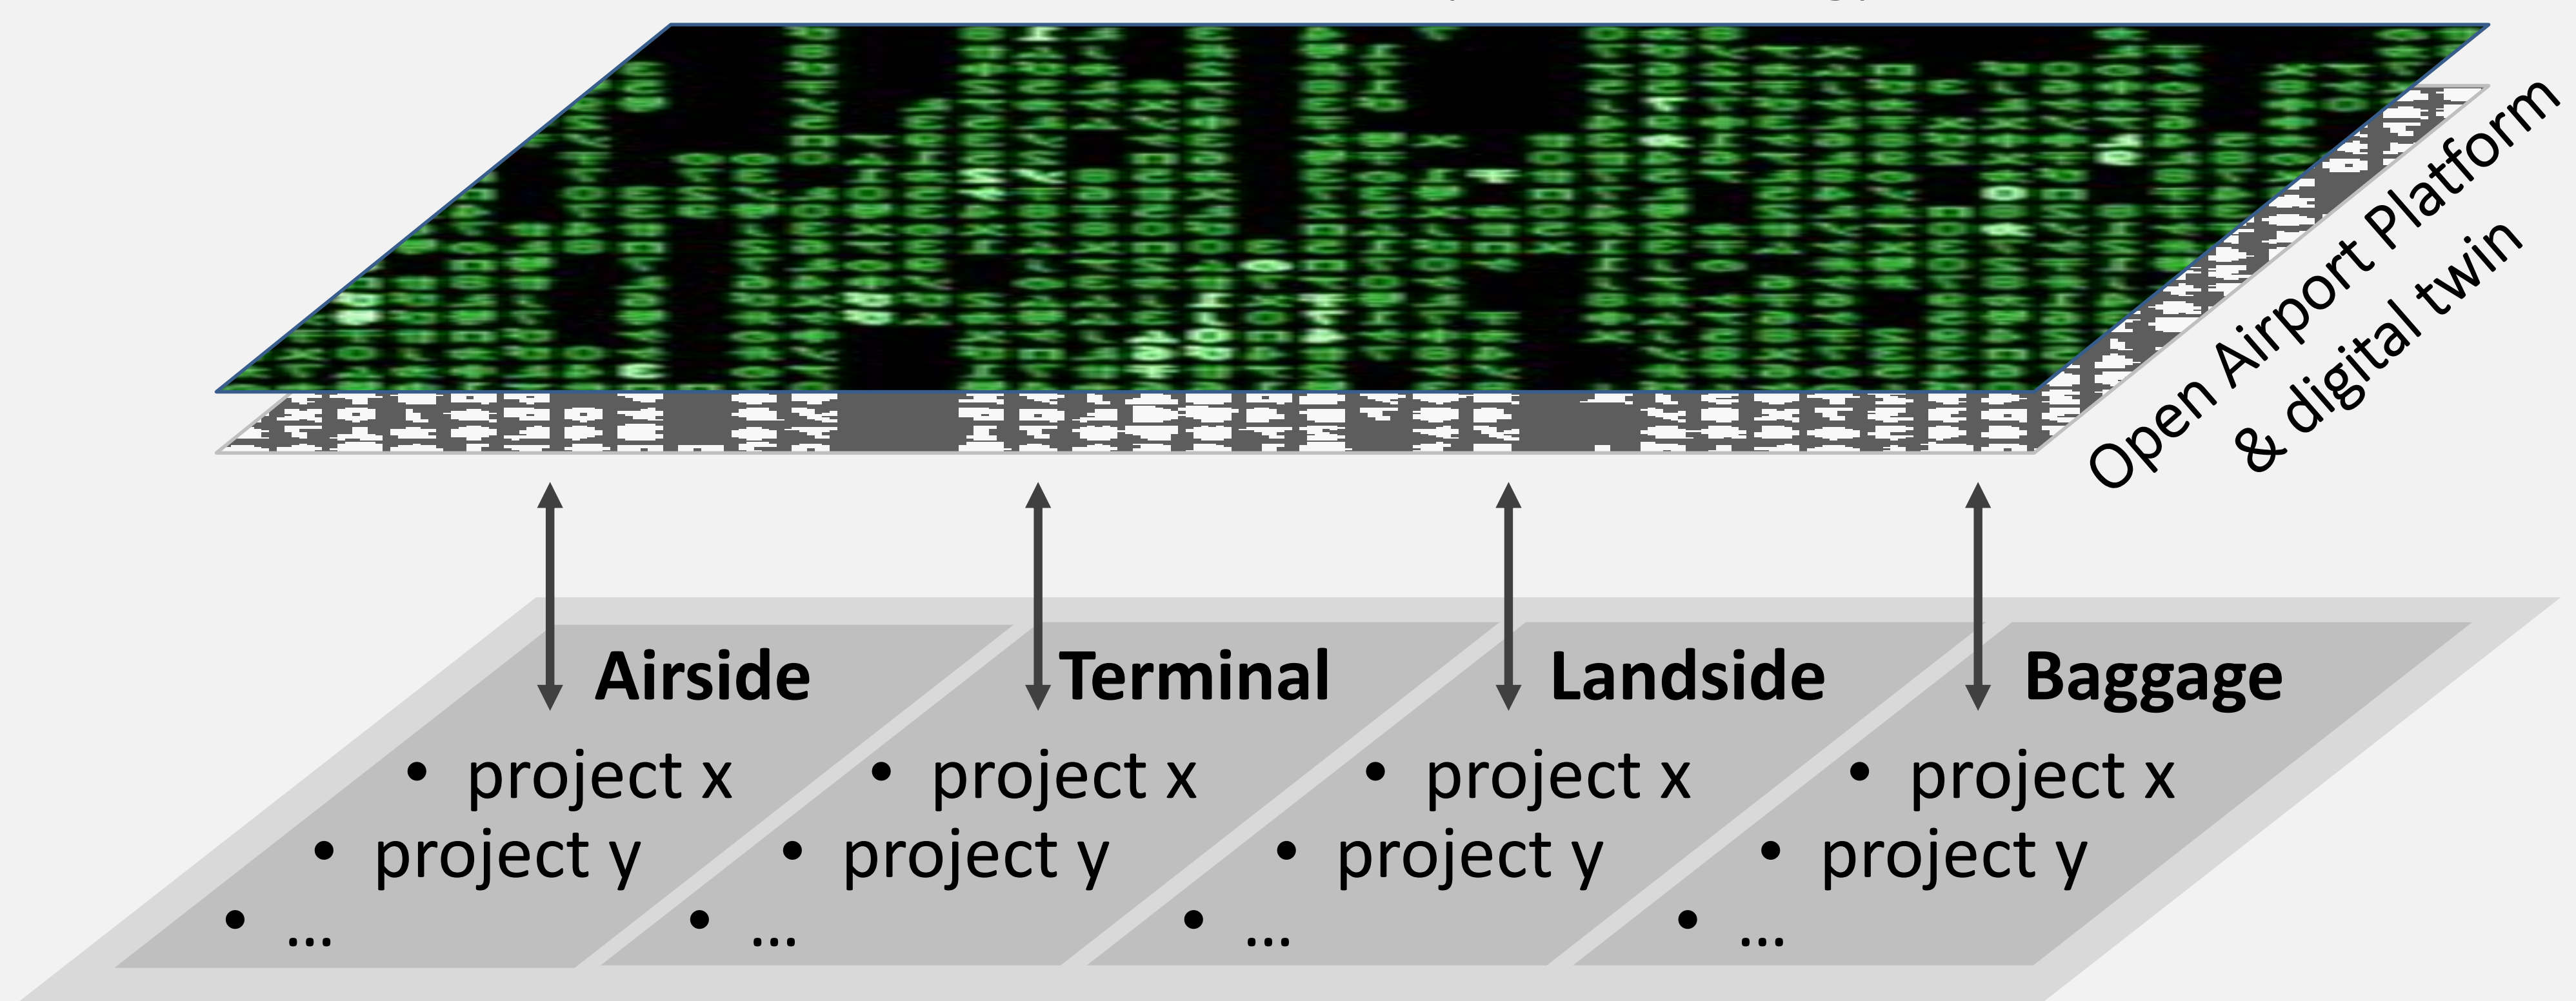 Open Airport Platform
& digital twin
Airside
• project x
• project y
• ...
Terminal
• project x
• project y
• ...
Landside
• project x
• project y
• ...
Baggage
• project x
• project y
• ...